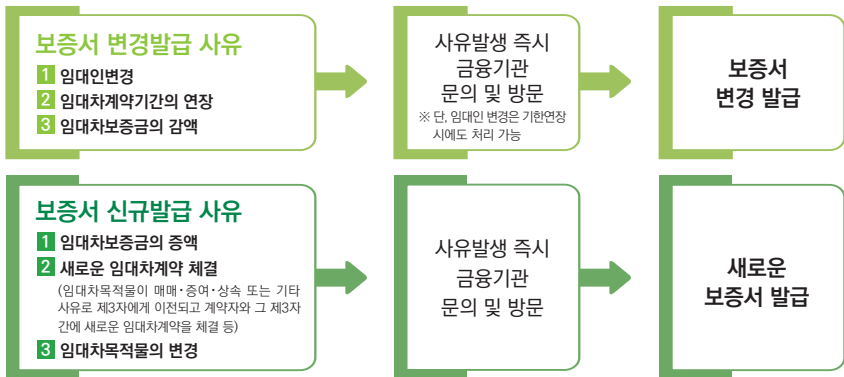 보증서 변경발급 사유
1 임대인변경
2 임대차계약기간의 연장
3 임대차보증금의 감액
사유발생 즉시
금융기관
문의 및 방문
※ 단, 임대인 변경은 기한연장
시에도 처리 가능
보증서
변경 발급
보증서 신규발급 사유
1 임대차보증금의 증액
2 새로운 임대차계약 체결
(임대차목적물이 매매·증여·상속 또는 기타
사유로 제3자에게 이전되고 계약자와 그 제3자
간에 새로운 임대차계약을 체결 등)
3 임대차목적물의 변경
사유발생 즉시
금융기관
문의 및 방문
새로운
보증서 발급